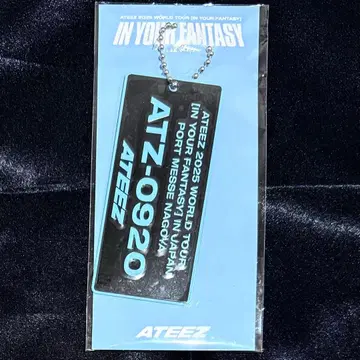 ATEEZ 2025 WORLD TOUR [IN YOUR FANTASY]
IN YOUR FANTASY
ATEEZ 2025 WORLD TOUR
[IN YOUR FANTASY] IN JAPAN
PORT MESSE NAGOYA
ATZ-0920
ATEEZ
ATEEZ